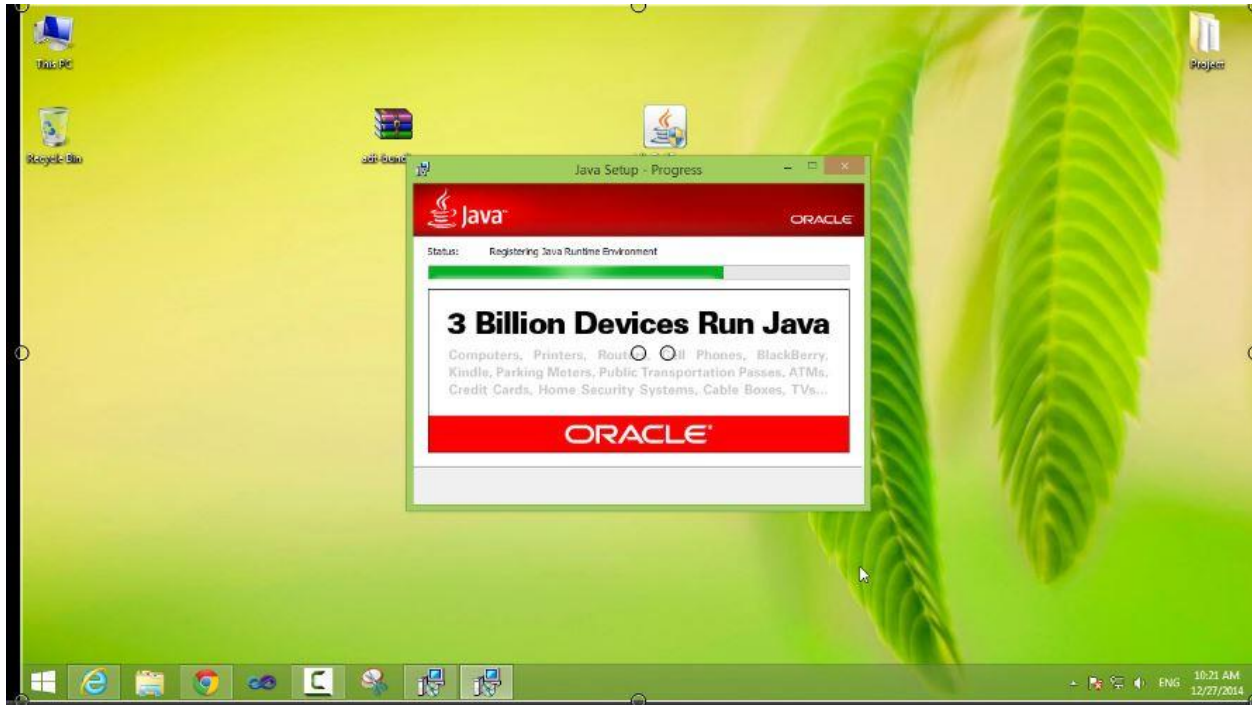 This PC
Project
Recycle Bin
Java Setup - Progress
Java
ORACLE
Status: Registering Java Runtime Environment
3 Billion Devices Run Java
Computers, Printers, Routers, Cell Phones, BlackBerry,
Kindle, Parking Meters, Public Transportation Passes, ATMs,
Credit Cards, Home Security Systems, Cable Boxes, TVs...
ORACLE
ENG
10:21 AM
12/27/2014